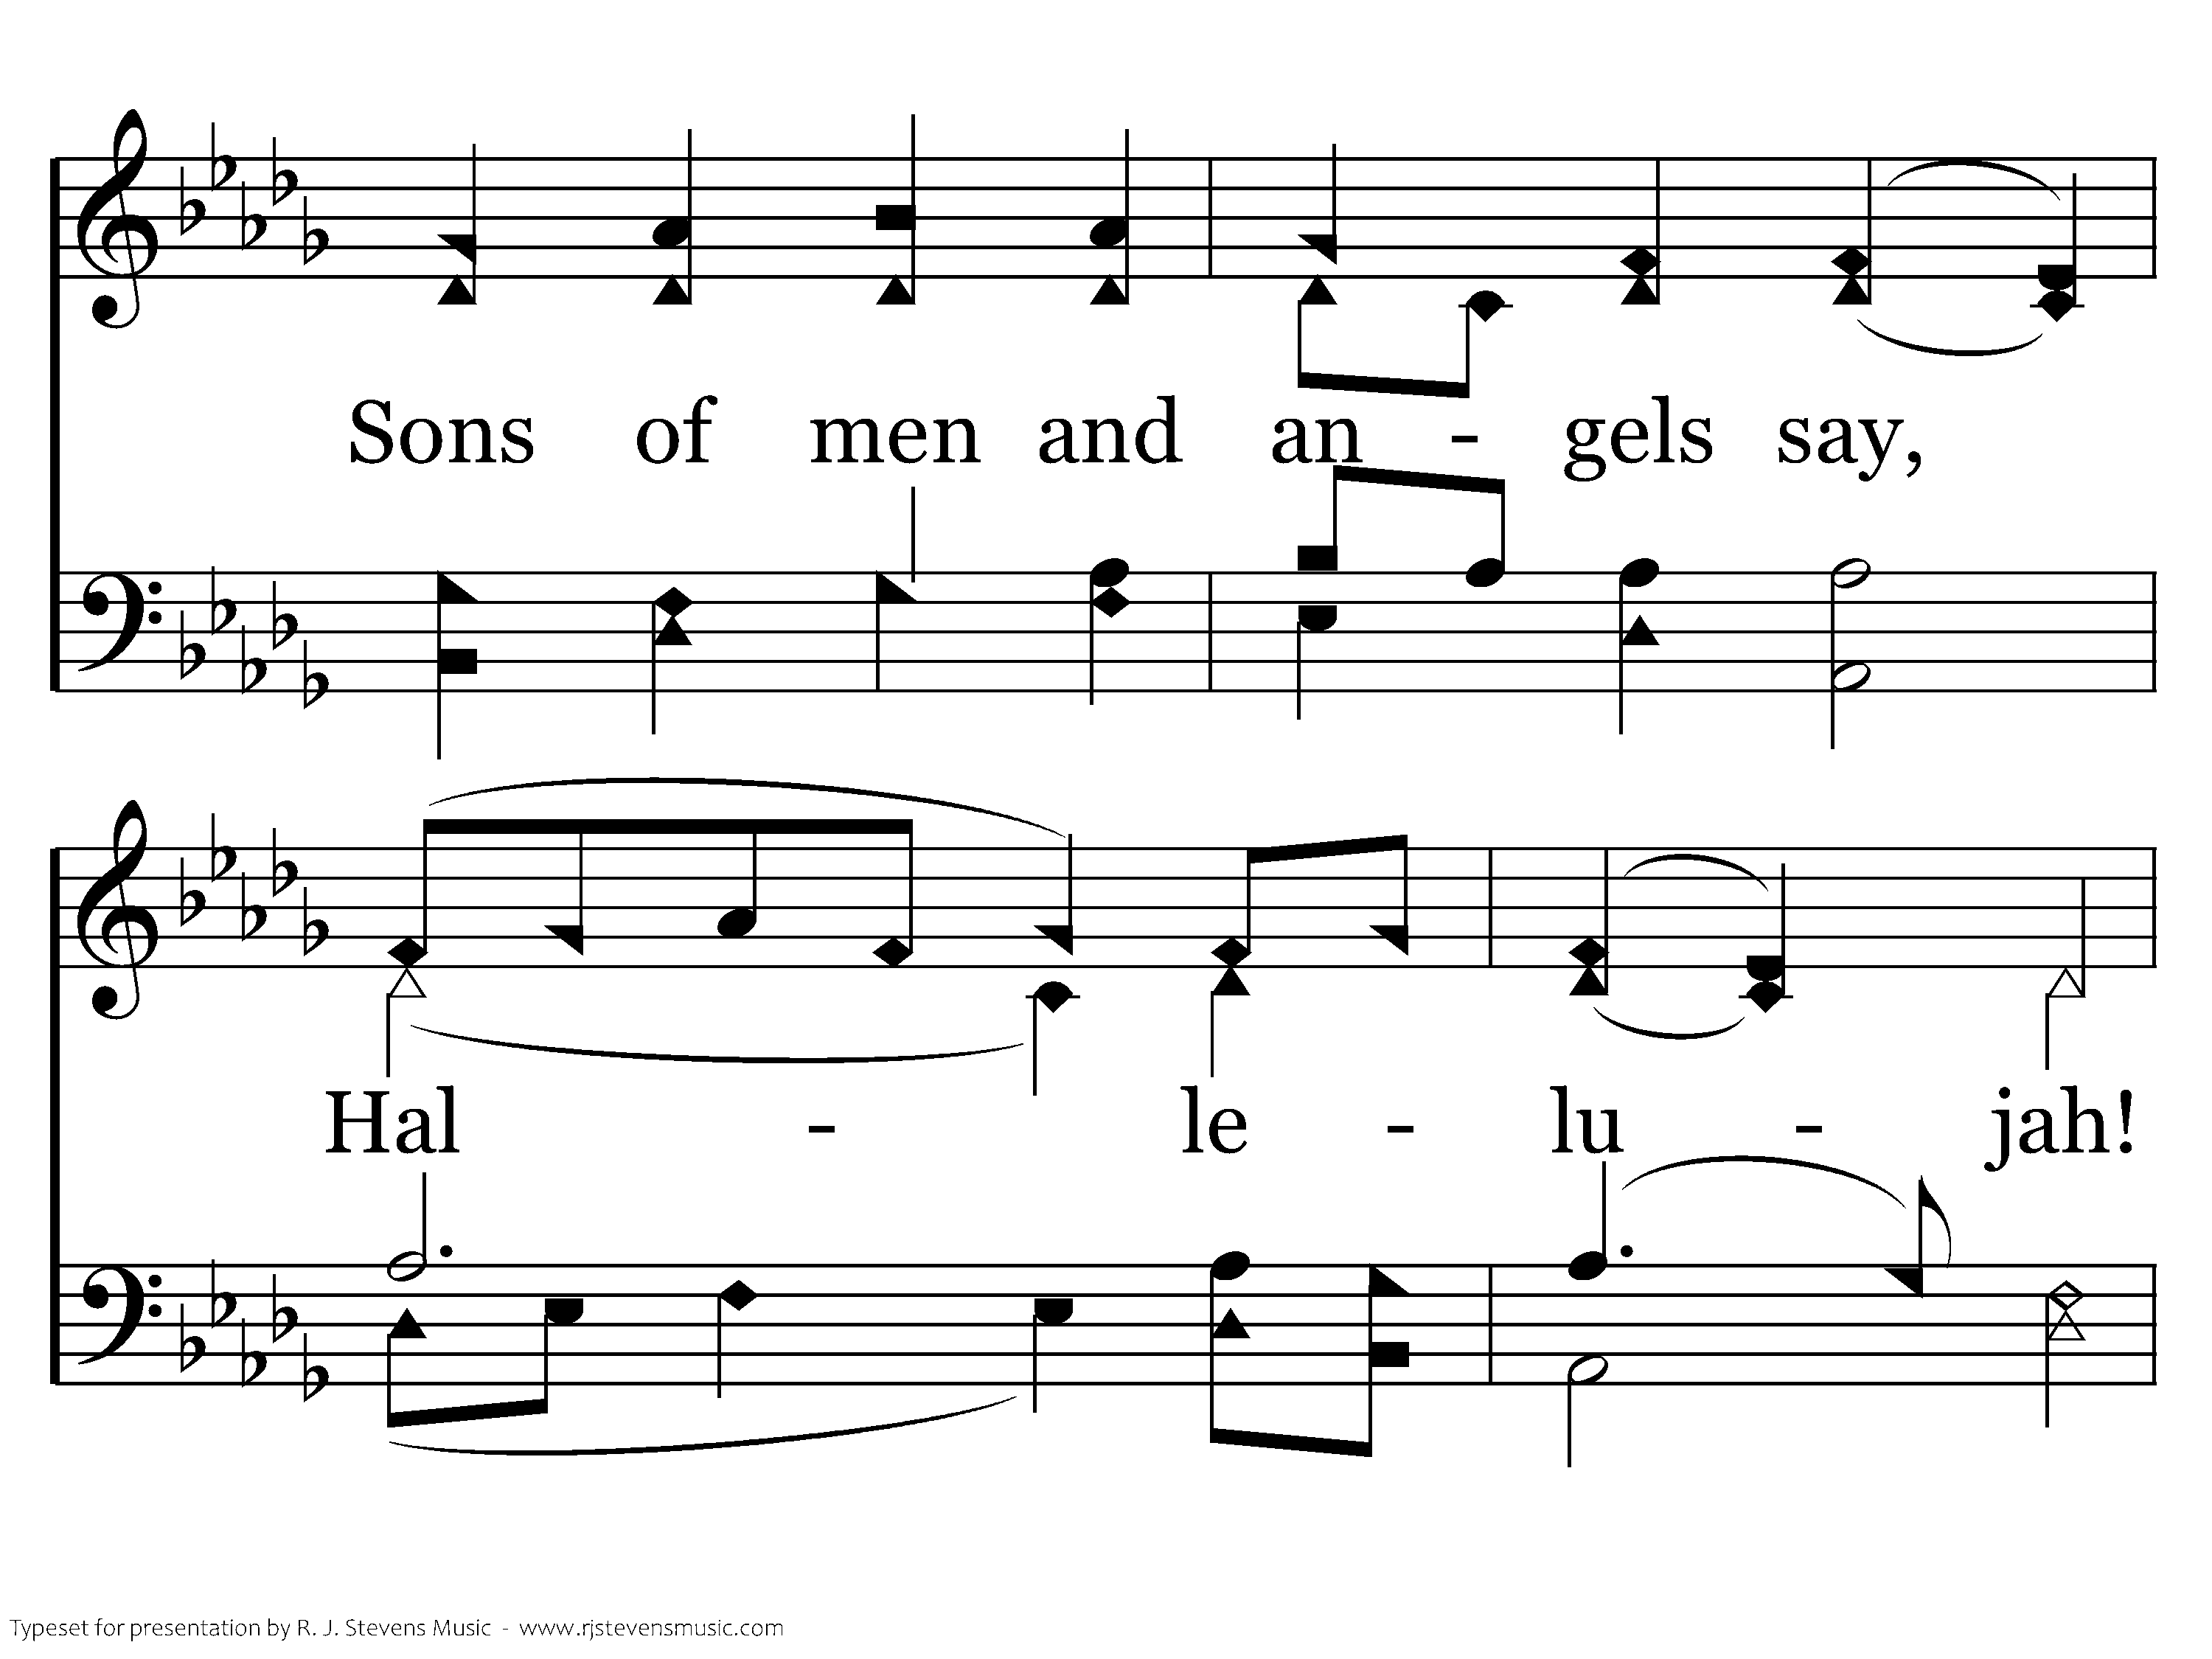 Sons of men and an - gels say,
Hal - le - lu - jah!
Typeset for presentation by R. J. Stevens Music - www.rjstevensmusic.com